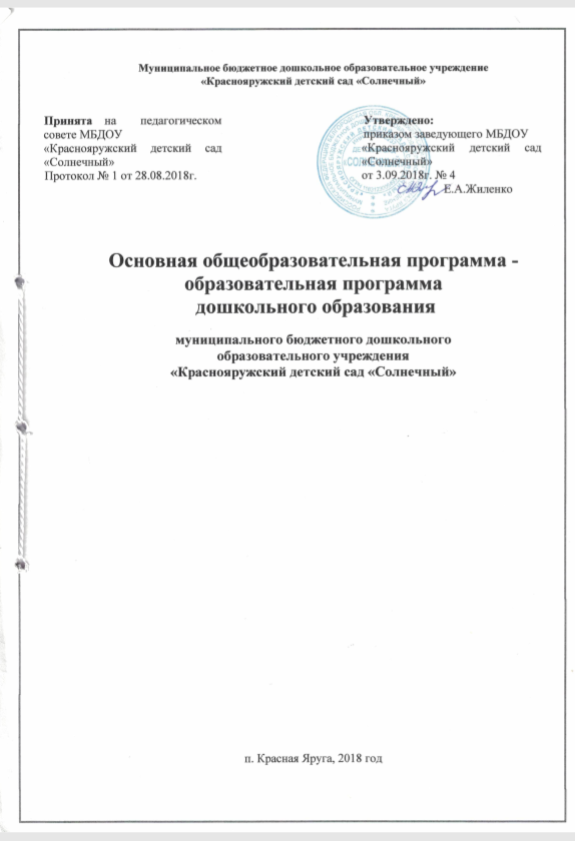 Муниципальное бюджетное дошкольное образовательное учреждение
«Краснояружский детский сад «Солнечный»
Принята на педагогическом
совете МБДОУ
«Краснояружский детский сад
«Солнечный»
Протокол № 1 от 28.08.2018г.
Утверждено:
приказом заведующего МБДОУ
«Краснояружский детский сад
«Солнечный»
от 3.09.2018г. № 4
Е.А.Жиленко
Основная общеобразовательная программа -
образовательная программа
дошкольного образования
муниципального бюджетного дошкольного
образовательного учреждения
«Краснояружский детский сад «Солнечный»
п. Красная Яруга, 2018 год